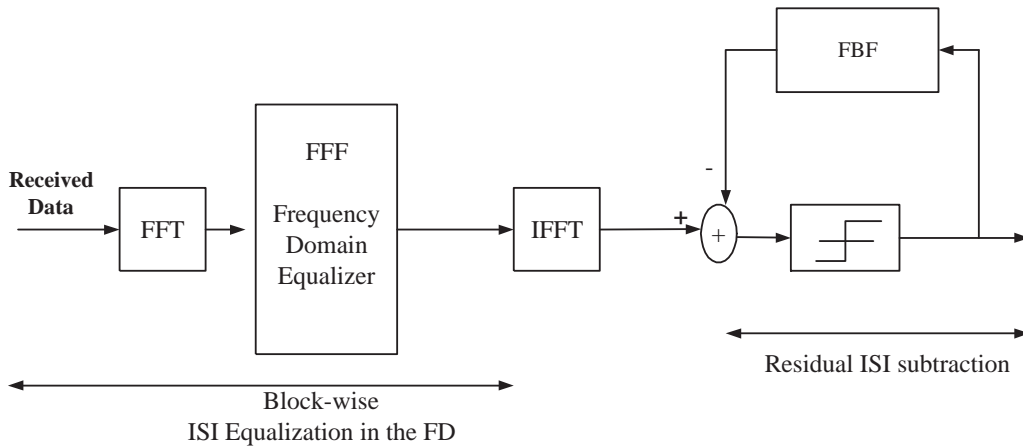 FBF
FFF
Received
Data
FFT
Frequency
Domain
Equalizer
IFFT
-
+
+
Residual ISI subtraction
Block-wise
ISI Equalization in the FD